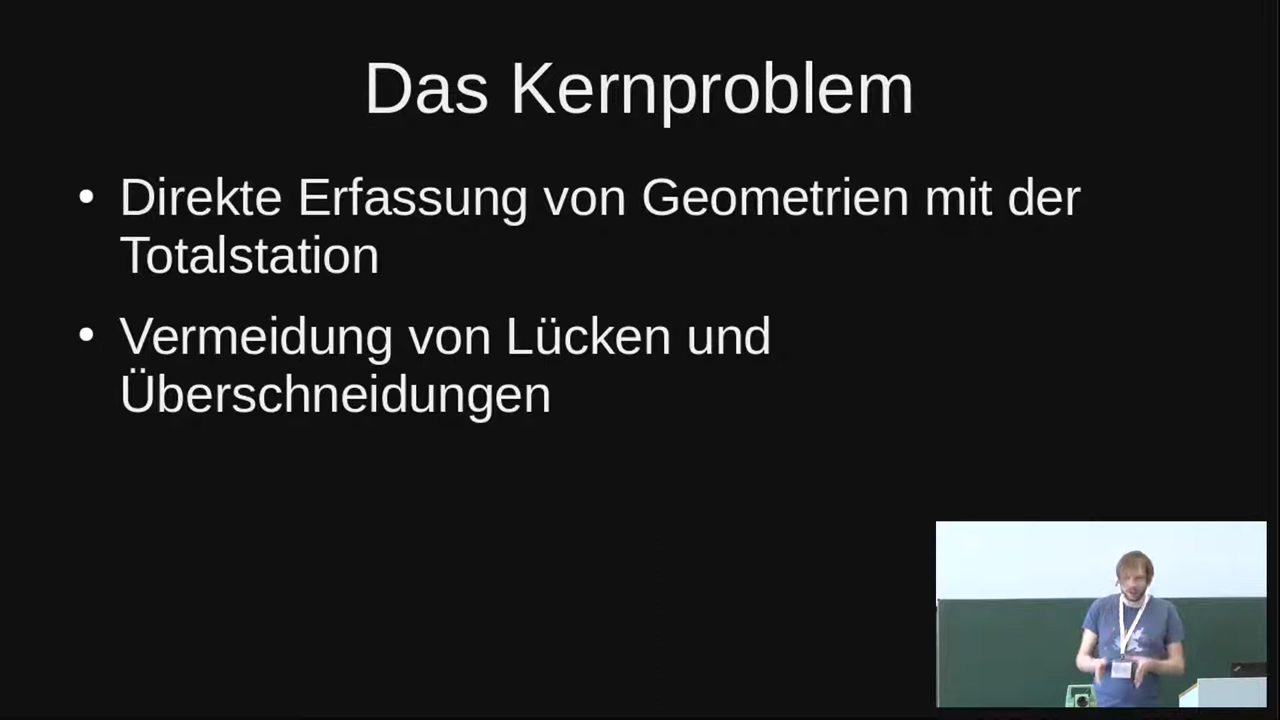 Das Kernproblem
• Direkte Erfassung von Geometrien mit der
Totalstation
• Vermeidung von Lücken und
Überschneidungen